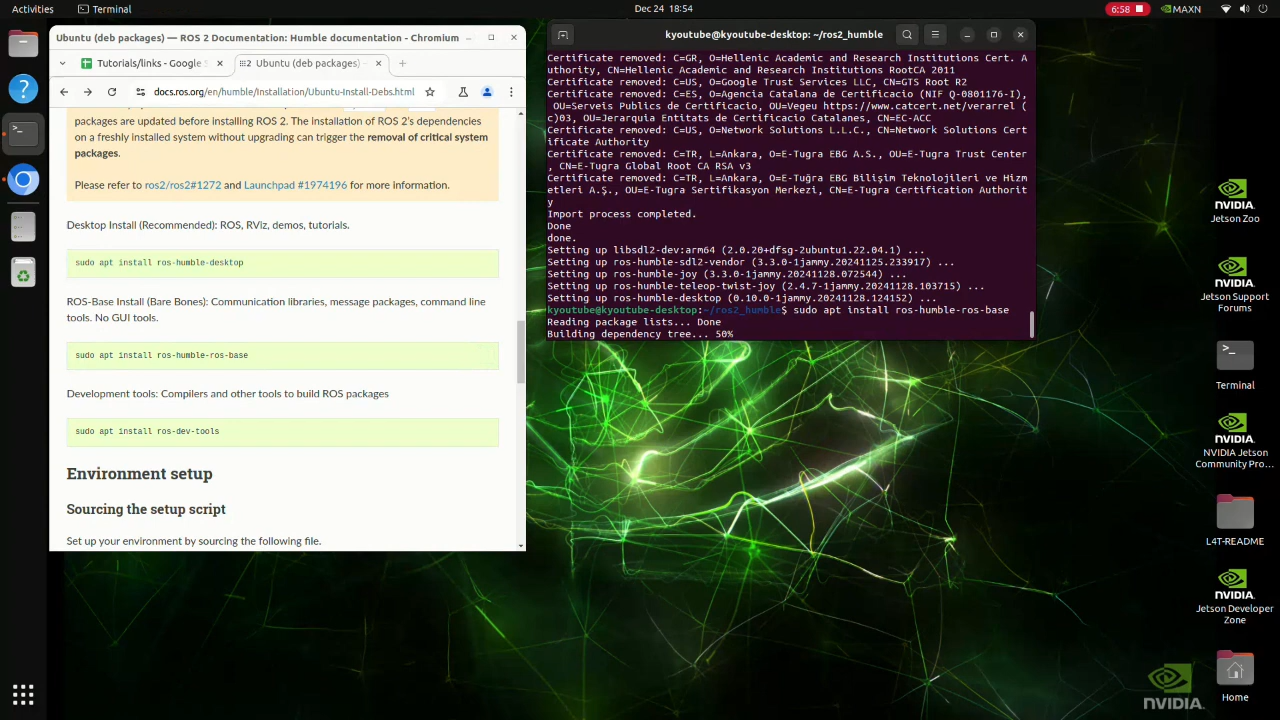 Activities
Terminal
Dec 24 18:54
6:58
MAXN
Ubuntu (deb packages) — ROS 2 Documentation: Humble documentation - Chromium
Tutorials/links - Google S
Ubuntu (deb packages) —
docs.ros.org/en/humble/Installation/Ubuntu-Install-Debs.html
packages are updated before installing ROS 2. The installation of ROS 2's dependencies
on a freshly installed system without upgrading can trigger the removal of critical system
packages.
Please refer to ros2/ros2#1272 and Launchpad #1974196 for more information.
Desktop Install (Recommended): ROS, RViz, demos, tutorials.
sudo apt install ros-humble-desktop
ROS-Base Install (Bare Bones): Communication libraries, message packages, command line
tools. No GUI tools.
sudo apt install ros-humble-ros-base
Development tools: Compilers and other tools to build ROS packages
sudo apt install ros-dev-tools
Environment setup
Sourcing the setup script
Set up your environment by sourcing the following file.
kyoutube@kyoutube-desktop: ~/ros2_humble
Certificate removed: C=GR, O=Hellenic Academic and Research Institutions Cert. A
uthority, CN=Hellenic Academic and Research Institutions RootCA 2011
Certificate removed: C=US, O=Google Trust Services LLC, CN=GTS Root R2
Certificate removed: C=ES, O=Agencia Catalana de Certificacio (NIF Q-0801176-I),
OU=Serveis Publics de Certificacio, OU=Vegeu https://www.catcert.net/verarrel (
c)03, OU=Jerarquia Entitats de Certificacio Catalanes, CN=EC-ACC
Certificate removed: C=US, O=Network Solutions L.L.C., CN=Network Solutions Cert
ificate Authority
Certificate removed: C=TR, L=Ankara, O=E-Tugra EBG A.S., OU=E-Tugra Trust Center
, CN=E-Tugra Global Root CA RSA v3
Certificate removed: C=TR, L=Ankara, O=E-Tuğra EBG Bilişim Teknolojileri ve Hizm
etleri A.Ş., OU=E-Tugra Sertifikasyon Merkezi, CN=E-Tugra Certification Authorit
y
Import process completed.
Done
done.
Setting up libsdl2-dev:arm64 (2.0.20+dfsg-2ubuntu1.22.04.1) ...
Setting up ros-humble-sdl2-vendor (3.3.0-1jammy.20241125.233917) ...
Setting up ros-humble-joy (3.3.0-1jammy.20241128.072544) ...
Setting up ros-humble-teleop-twist-joy (2.4.7-1jammy.20241128.103715) ...
Setting up ros-humble-desktop (0.10.0-1jammy.20241128.124152) ...
kyoutube@kyoutube-desktop:~/ros2_humble$ sudo apt install ros-humble-ros-base
Reading package lists... Done
Building dependency tree... 50%
NVIDIA.
Jetson Zoo
NVIDIA.
Jetson Support
Forums
Terminal
NVIDIA.
NVIDIA Jetson
Community Pro...
L4T-README
NVIDIA.
Jetson Developer
Zone
Home
NVIDIA.